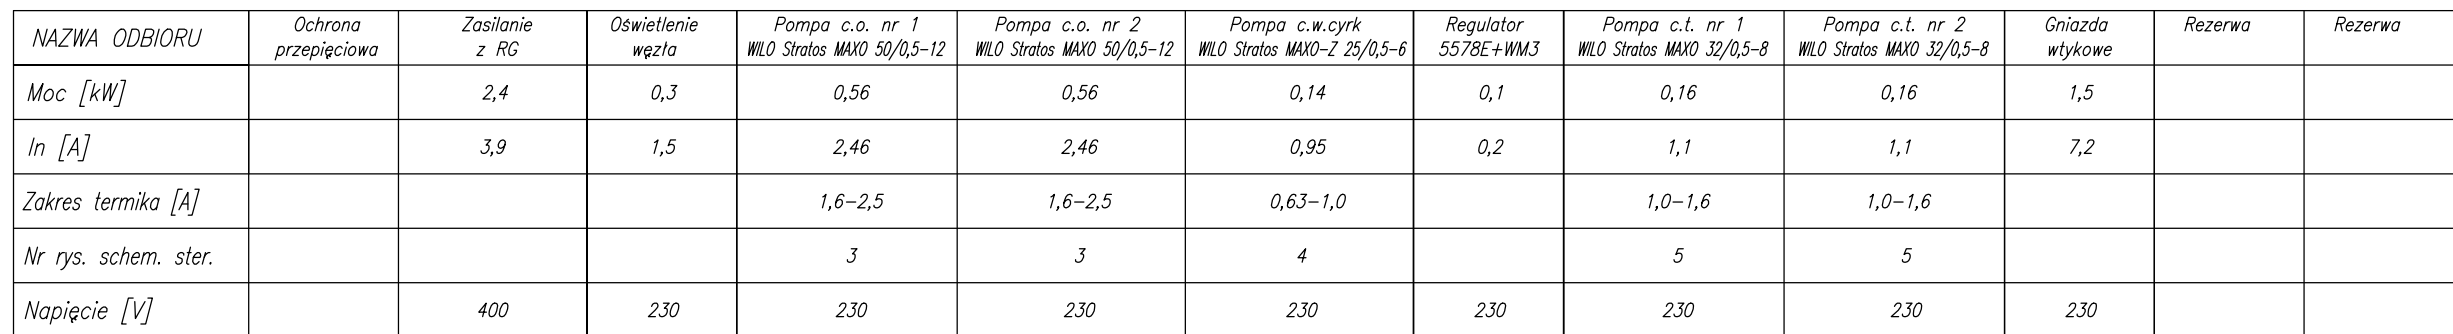 NAZWA ODBIORU Ochrona przepięciowa Zasilanie z RG Oświetlenie węzła Pompa c.o. nr 1 WILO Stratos MAXO 50/0,5-12 Pompa c.o. nr 2 WILO Stratos MAXO 50/0,5-12 Pompa c.w.cyrk WILO Stratos MAXO-Z 25/0,5-6 Regulator 5578E+WM3 Pompa c.t. nr 1 WILO Stratos MAXO 32/0,5-8 Pompa c.t. nr 2 WILO Stratos MAXO 32/0,5-8 Gniazda wtykowe Rezerwa Rezerwa
Moc [kW] 2,4 0,3 0,56 0,56 0,14 0,1 0,16 0,16 1,5
In [A] 3,9 1,5 2,46 2,46 0,95 0,2 1,1 1,1 7,2
Zakres termika [A] 1,6-2,5 1,6-2,5 0,63-1,0 1,0-1,6 1,0-1,6
Nr rys. schem. ster. 3 3 4 5 5
Napięcie [V] 400 230 230 230 230 230 230 230 230